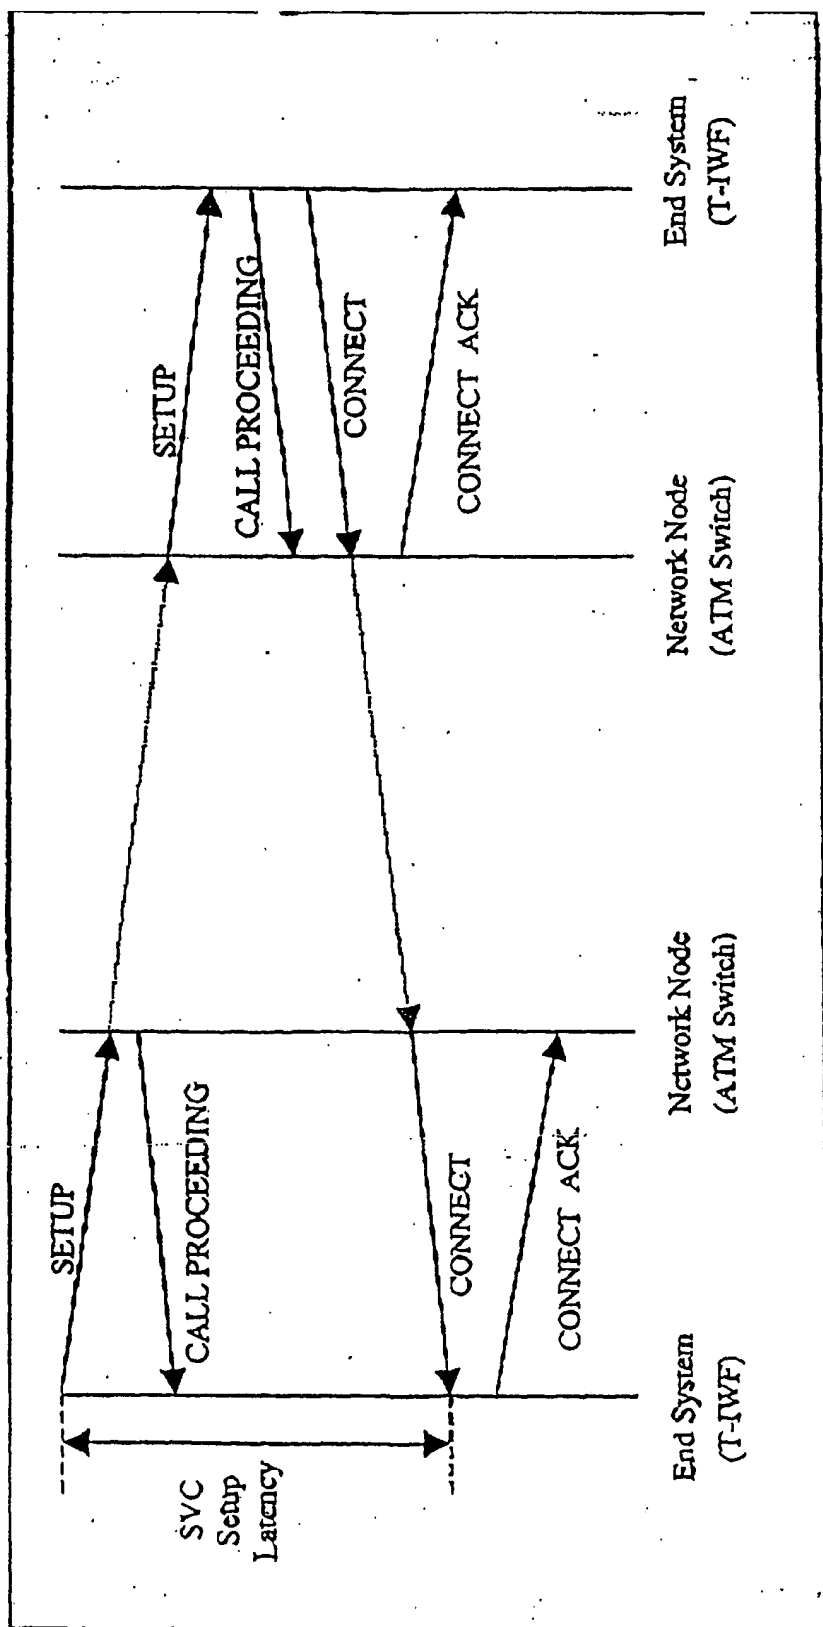 SETUP
SETUP
CALL PROCEEDING
CALL PROCEEDING
SVC
Setup
Latency
CONNECT
CONNECT
CONNECT ACK
CONNECT ACK
End System
(T-IWF)
Network Node
(ATM Switch)
Network Node
(ATM Switch)
End System
(T-IWF)